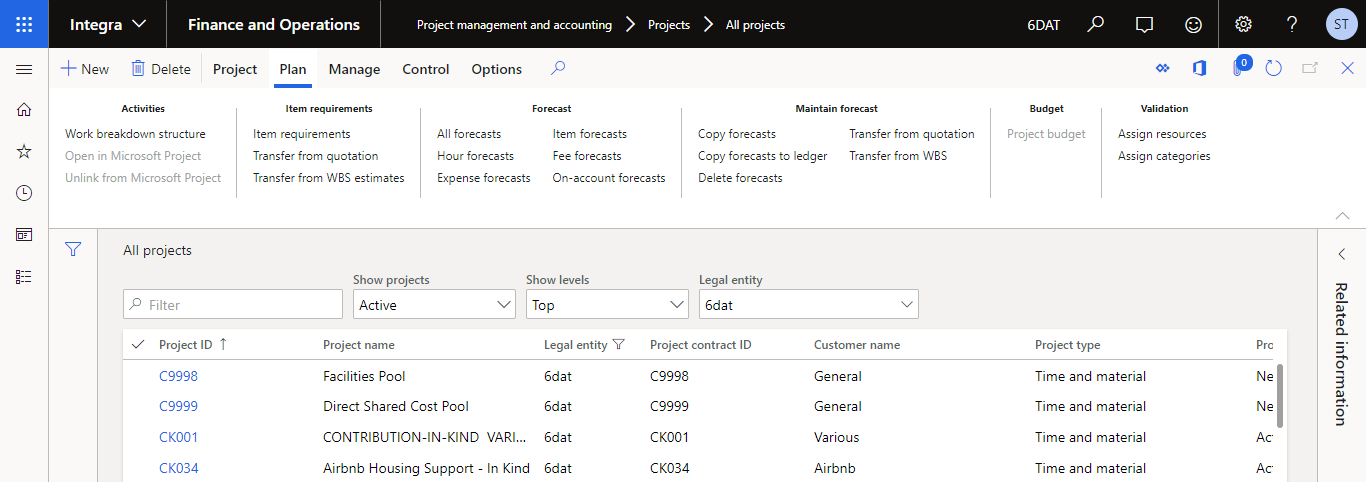 Integra Finance and Operations Project management and accounting Projects All projects 6DAT ? ST
New Delete Project Plan Manage Control Options 0
Activities Item requirements Forecast Maintain forecast Budget Validation
Work breakdown structure Item requirements All forecasts Item forecasts Copy forecasts Transfer from quotation Project budget Assign resources
Open in Microsoft Project Transfer from quotation Hour forecasts Fee forecasts Copy forecasts to ledger Transfer from WBS Assign categories
Unlink from Microsoft Project Transfer from WBS estimates Expense forecasts On-account forecasts Delete forecasts
All projects
Show projects Show levels Legal entity
Filter Active Top 6dat
Project ID Project name Legal entity Project contract ID Customer name Project type Pro
C9998 Facilities Pool 6dat C9998 General Time and material Ne
C9999 Direct Shared Cost Pool 6dat C9999 General Time and material Ne
CK001 CONTRIBUTION-IN-KIND VARI... 6dat CK001 Various Time and material Act
CK034 Airbnb Housing Support - In Kind 6dat CK034 Airbnb Time and material Act
Related information